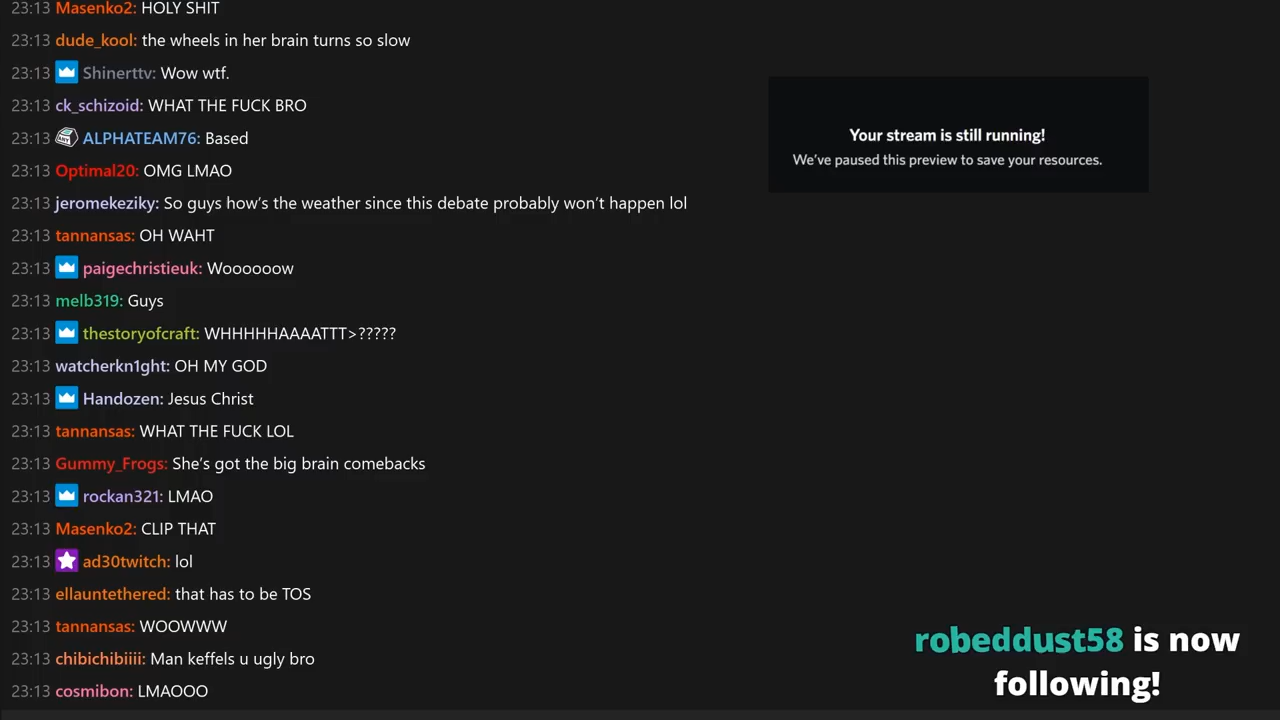 23:13 Masenko2: HOLY SHIT
23:13 dude_kool: the wheels in her brain turns so slow
23:13 Shinerttv: Wow wtf.
23:13 ck_schizoid: WHAT THE FUCK BRO
23:13 ALPHATEAM76: Based
23:13 Optimal20: OMG LMAO
23:13 jeromekeziky: So guys how's the weather since this debate probably won't happen lol
23:13 tannansas: OH WAHT
23:13 paigechristieuk: Woooooow
23:13 melb319: Guys
23:13 thestoryofcraft: WHHHHHAAAATTT>?????
23:13 watcherkn1ght: OH MY GOD
23:13 Handozen: Jesus Christ
23:13 tannansas: WHAT THE FUCK LOL
23:13 Gummy_Frogs: She's got the big brain comebacks
23:13 rockan321: LMAO
23:13 Masenko2: CLIP THAT
23:13 ad30twitch: lol
23:13 ellauntethered: that has to be TOS
23:13 tannansas: WOOWWW
23:13 chibichibiiii: Man keffels u ugly bro
23:13 cosmibon: LMAOOO
Your stream is still running!
We've paused this preview to save your resources.
robeddust58 is now
following!